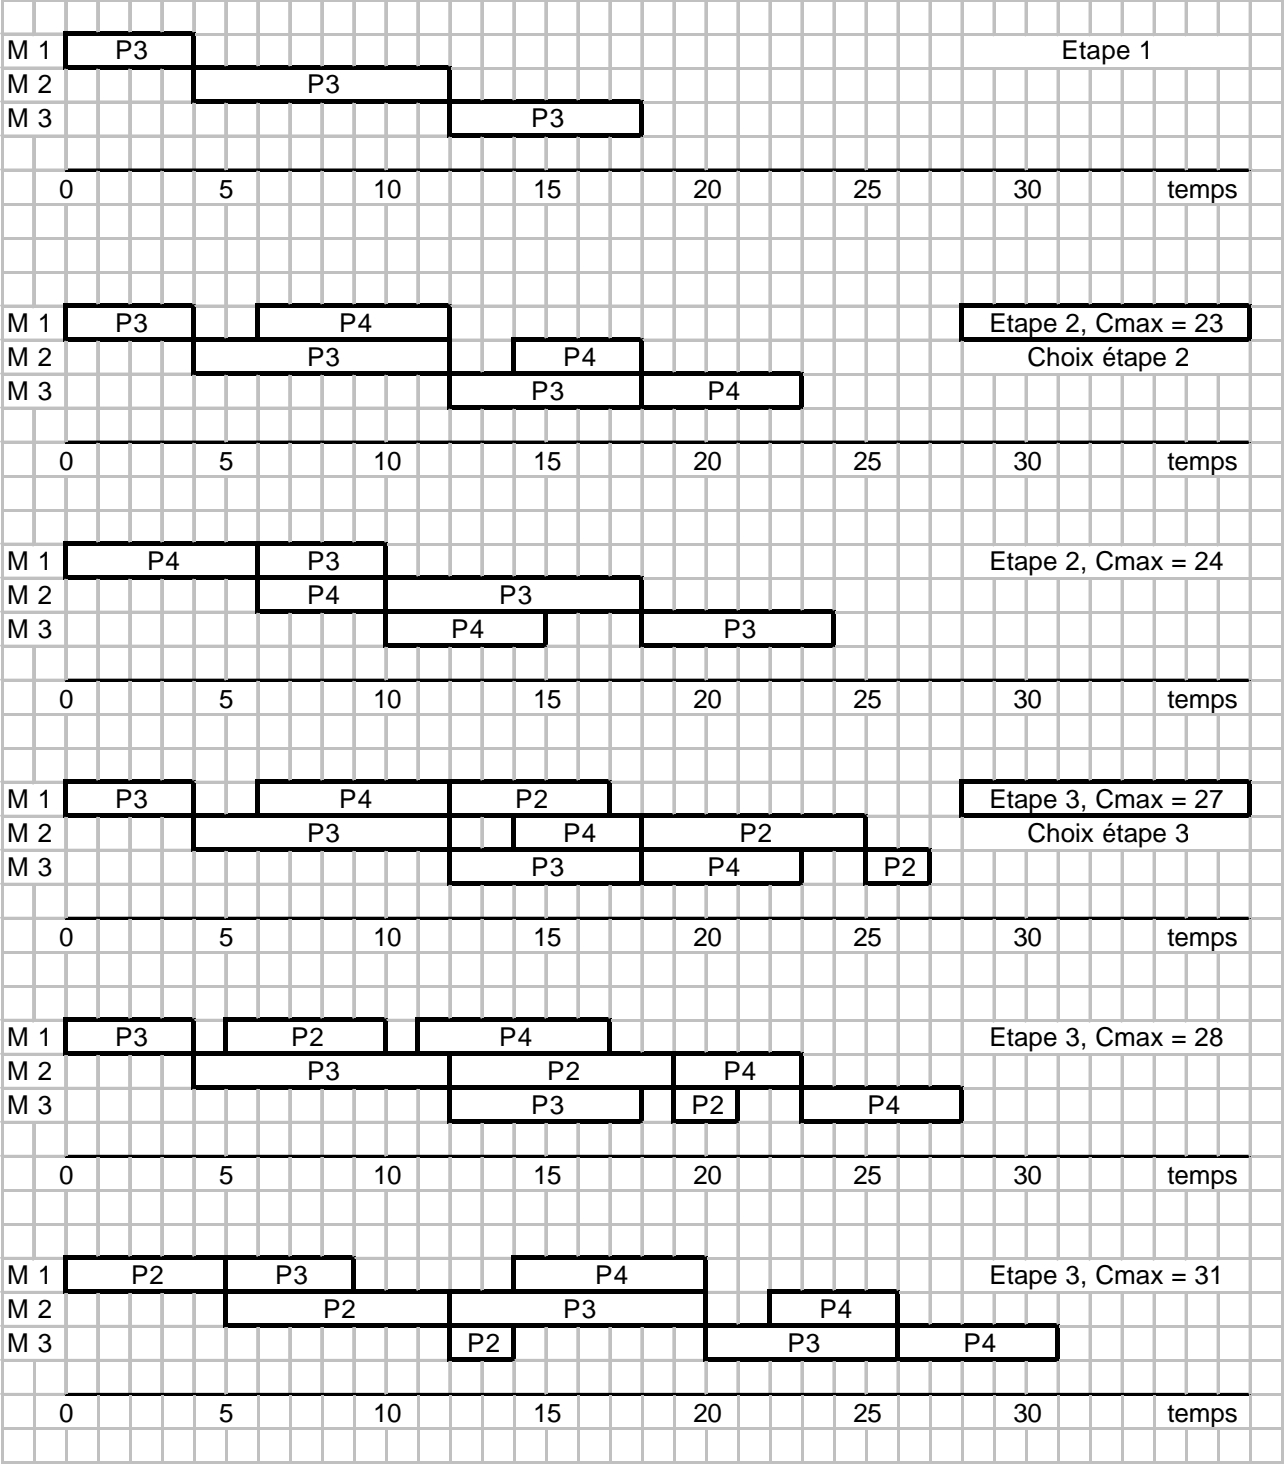 M 1 P3 Etape 1
M 2 P3
M 3 P3
0 5 10 15 20 25 30 temps
M 1 P3 P4 Etape 2, Cmax = 23
M 2 P3 P4 Choix étape 2
M 3 P3 P4
0 5 10 15 20 25 30 temps
M 1 P4 P3 Etape 2, Cmax = 24
M 2 P4 P3
M 3 P4 P3
0 5 10 15 20 25 30 temps
M 1 P3 P4 P2 Etape 3, Cmax = 27
M 2 P3 P4 P2 Choix étape 3
M 3 P3 P4 P2
0 5 10 15 20 25 30 temps
M 1 P3 P2 P4 Etape 3, Cmax = 28
M 2 P3 P2 P4
M 3 P3 P2 P4
0 5 10 15 20 25 30 temps
M 1 P2 P3 P4 Etape 3, Cmax = 31
M 2 P2 P3 P4
M 3 P2 P3 P4
0 5 10 15 20 25 30 temps